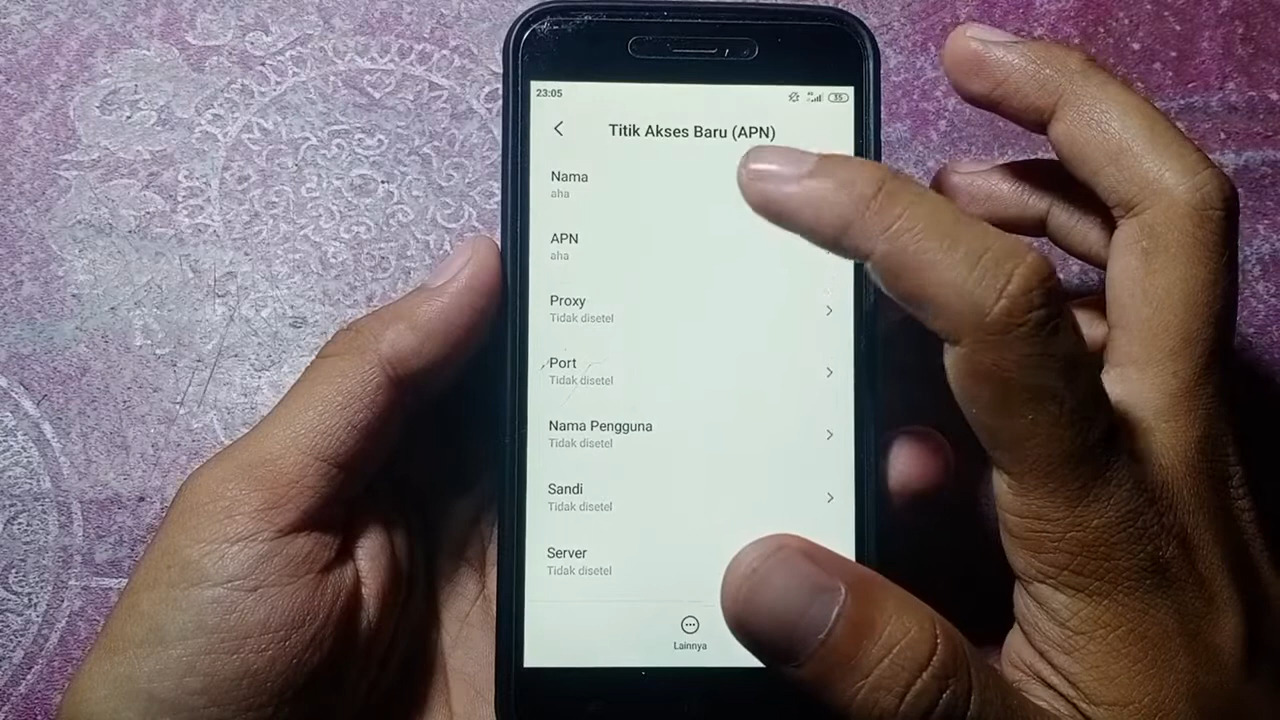 23:05
35
Titik Akses Baru (APN)
Nama
aha
APN
aha
Proxy
Tidak disetel
Port
Tidak disetel
Nama Pengguna
Tidak disetel
Sandi
Tidak disetel
Server
Tidak disetel
Lainnya